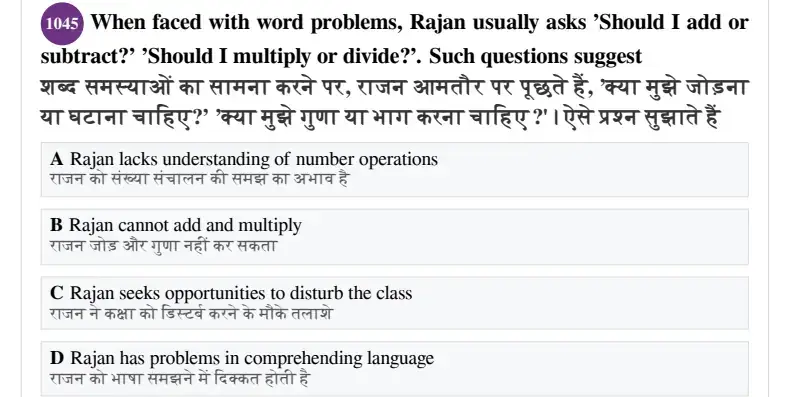 1045 When faced with word problems, Rajan usually asks ’Should I add or
subtract?’ ’Should I multiply or divide?’. Such questions suggest
शब्द समस्याओं का सामना करने पर, राजन आमतौर पर पूछते हैं, ’क्या मुझे जोड़ना
या घटाना चाहिए?’ ’क्या मुझे गुणा या भाग करना चाहिए ?'। ऐसे प्रश्न सुझाते हैं
A Rajan lacks understanding of number operations
राजन को संख्या संचालन की समझ का अभाव है
B Rajan cannot add and multiply
राजन जोड़ और गुणा नहीं कर सकता
C Rajan seeks opportunities to disturb the class
राजन ने कक्षा को डिस्टर्ब करने के मौके तलाशे
D Rajan has problems in comprehending language
राजन को भाषा समझने में दिक्कत होती है